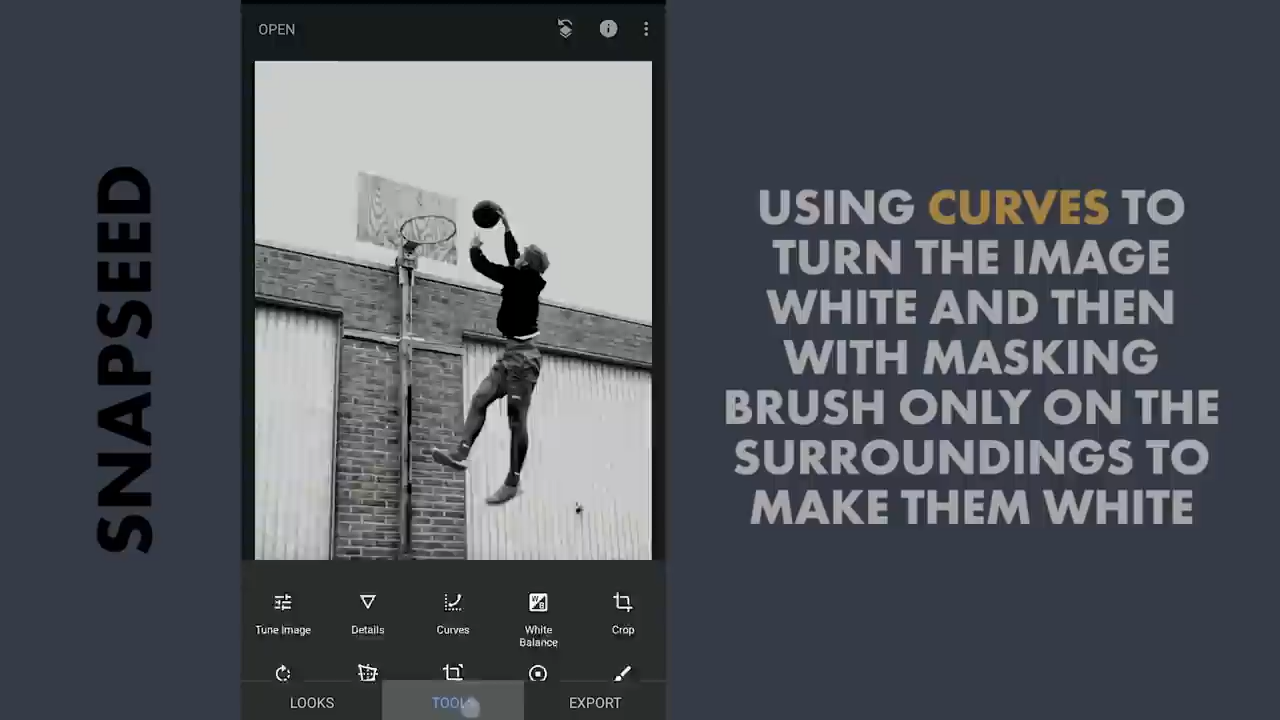 SNAPSEED
OPEN
Tune Image
Details
Curves
White
Balance
Crop
LOOKS
TOOLS
EXPORT
USING CURVES TO
TURN THE IMAGE
WHITE AND THEN
WITH MASKING
BRUSH ONLY ON THE
SURROUNDINGS TO
MAKE THEM WHITE